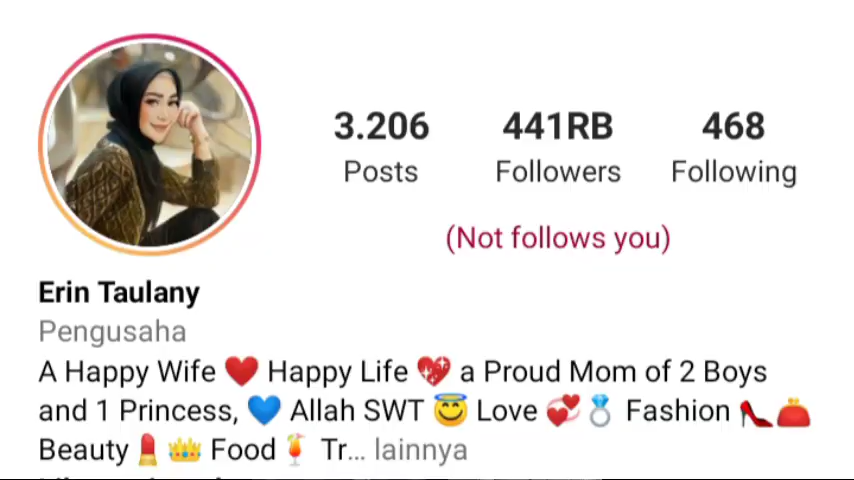 3.206 441RB 468
Posts Followers Following
(Not follows you)
Erin Taulany
Pengusaha
A Happy Wife ❤️ Happy Life 💖 a Proud Mom of 2 Boys
and 1 Princess, 💙 Allah SWT 😇 Love 💞💍 Fashion 👠👛
Beauty 💄👑 Food 🍹 Tr... lainnya